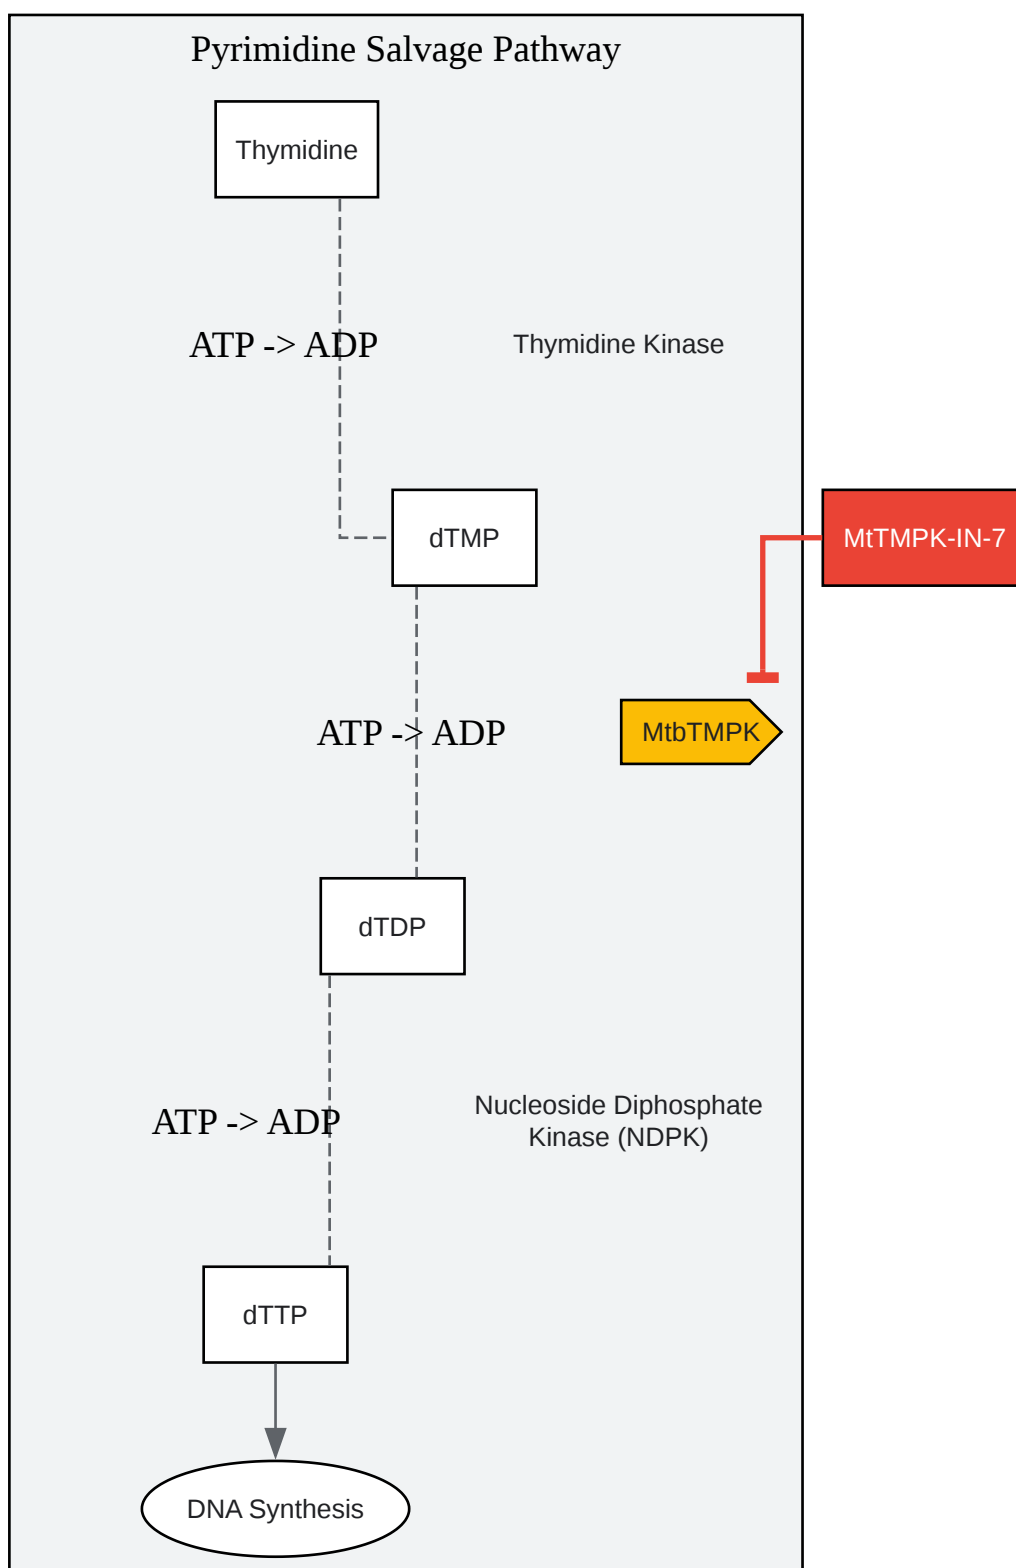 Pyrimidine Salvage Pathway
Thymidine
ATP -> ADP
Thymidine Kinase
dTMP
MtTMPK-IN-7
ATP -> ADP
MtbTMPK
dTDP
ATP -> ADP
Nucleoside Diphosphate
Kinase (NDPK)
dTTP
DNA Synthesis